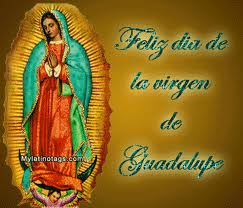 Feliz dia de
la virgen
de
Guadalupe
Mylatinotags.com